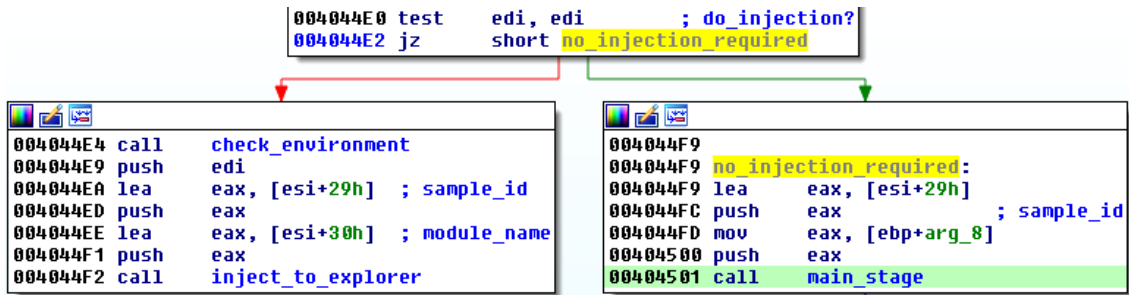 004044E0 test edi, edi ; do_injection?
004044E2 jz short no_injection_required
004044E4 call check_environment
004044E9 push edi
004044EA lea eax, [esi+29h] ; sample_id
004044ED push eax
004044EE lea eax, [esi+30h] ; module_name
004044F1 push eax
004044F2 call inject_to_explorer
004044F9
004044F9 no_injection_required:
004044F9 lea eax, [esi+29h]
004044FC push eax ; sample_id
004044FD mov eax, [ebp+arg_8]
00404500 push eax
00404501 call main_stage